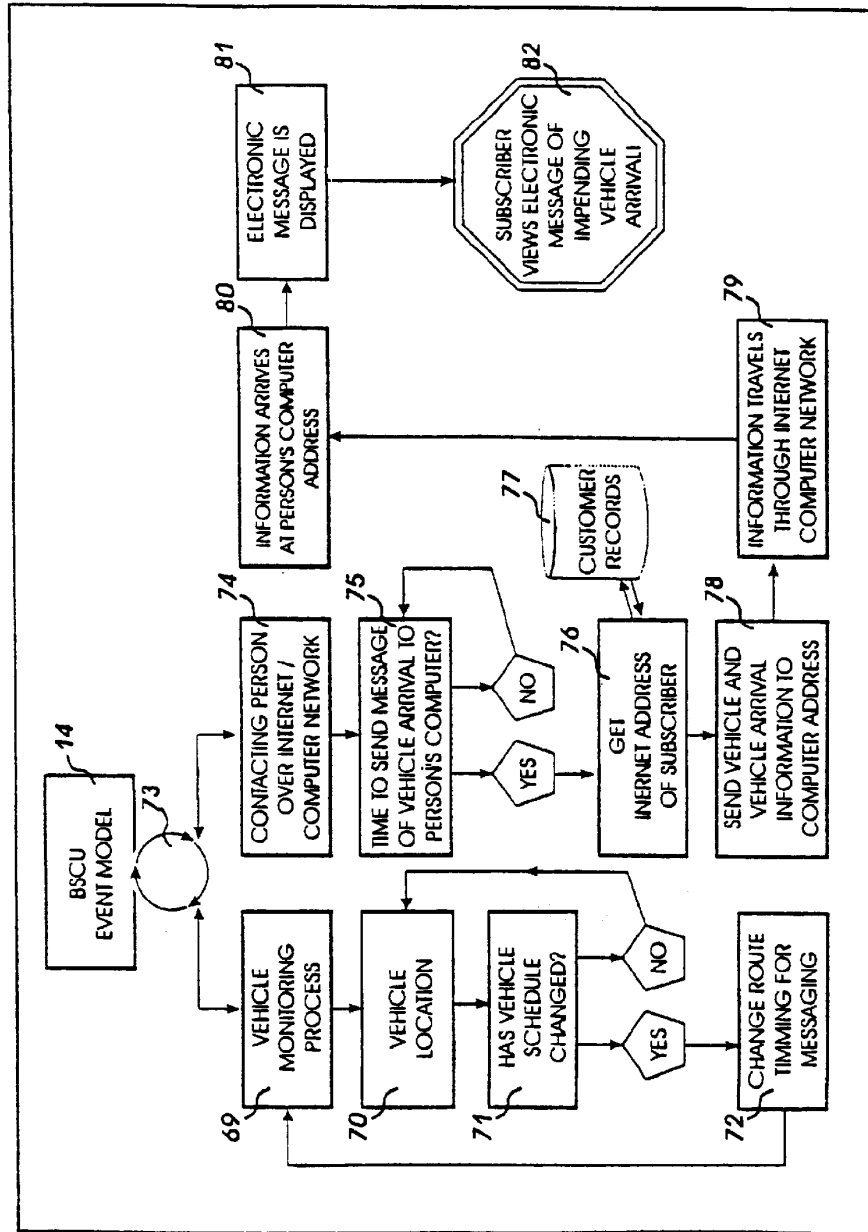 14
BSCU
EVENT MODEL
73
69
VEHICLE
MONITORING
PROCESS
70
VEHICLE
LOCATION
71
HAS VEHICLE
SCHEDULE
CHANGED?
YES
NO
72
CHANGE ROUTE
TIMMING FOR
MESSAGING
74
CONTACTING PERSON
OVER INTERNET /
COMPUTER NETWORK
75
TIME TO SEND MESSAGE
OF VEHICLE ARRIVAL TO
PERSON'S COMPUTER?
YES
NO
76
GET
INERNET ADDRESS
OF SUBSCRIBER
77
CUSTOMER
RECORDS
78
SEND VEHICLE AND
VEHICLE ARRIVAL
INFORMATION TO
COMPUTER ADDRESS
79
INFORMATION TRAVELS
THROUGH INTERNET
COMPUTER NETWORK
80
INFORMATION ARRIVES
AT PERSON'S COMPUTER
ADDRESS
81
ELECTRONIC
MESSAGE IS
DISPLAYED
82
SUBSCRIBER
VIEWS ELECTRONIC
MESSAGE OF
IMPENDING
VEHICLE
ARRIVAL!